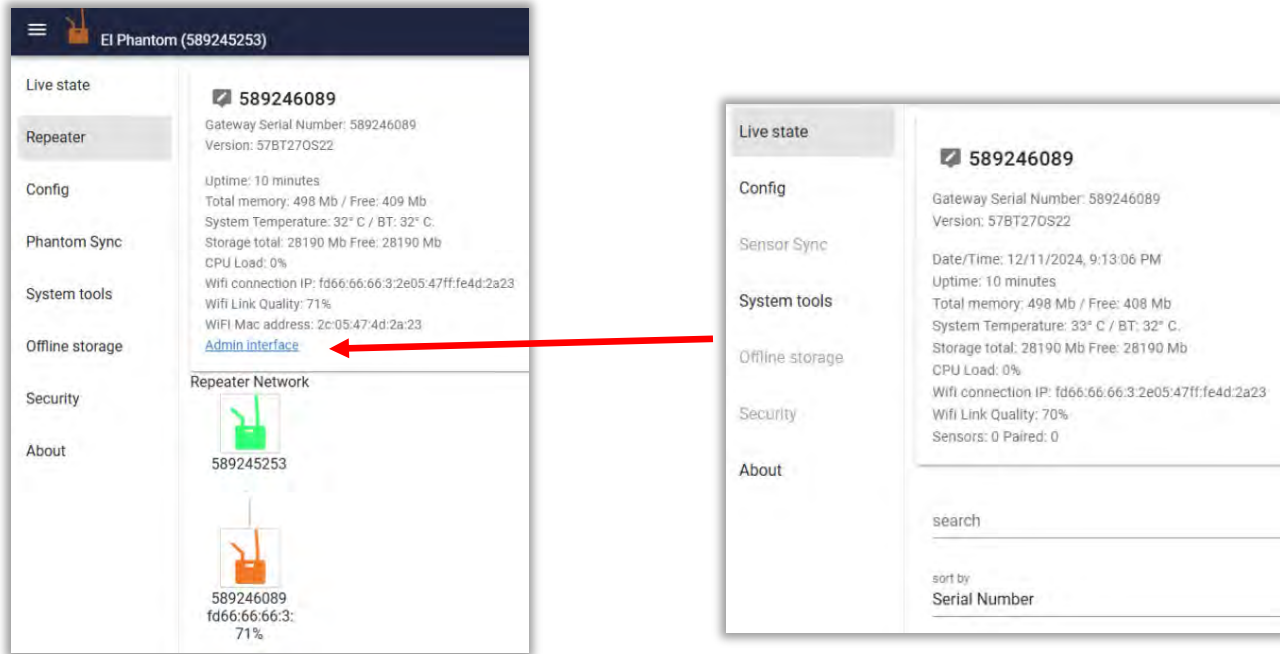 El Phantom (589245253)
Live state
Repeater
Config
Phantom Sync
System tools
Offline storage
Security
About
589246089
Gateway Serial Number: 589246089
Version: 57BT27OS22
Uptime: 10 minutes
Total memory: 498 Mb / Free: 409 Mb
System Temperature: 32° C / BT: 32° C.
Storage total: 28190 Mb Free: 28190 Mb
CPU Load: 0%
Wifi connection IP: fd66:66:66:3:2e05:47ff:fe4d:2a23
Wifi Link Quality: 71%
WiFI Mac address: 2c:05:47:4d:2a:23
Admin interface
Repeater Network
589245253
589246089
fd66:66:66:3:
71%
Live state
Config
Sensor Sync
System tools
Offline storage
Security
About
589246089
Gateway Serial Number: 589246089
Version: 57BT27OS22
Date/Time: 12/11/2024, 9:13:06 PM
Uptime: 10 minutes
Total memory: 498 Mb / Free: 408 Mb
System Temperature: 33° C / BT: 32° C.
Storage total: 28190 Mb Free: 28190 Mb
CPU Load: 0%
Wifi connection IP: fd66:66:66:3:2e05:47ff:fe4d:2a23
Wifi Link Quality: 70%
Sensors: 0 Paired: 0
search
sort by
Serial Number